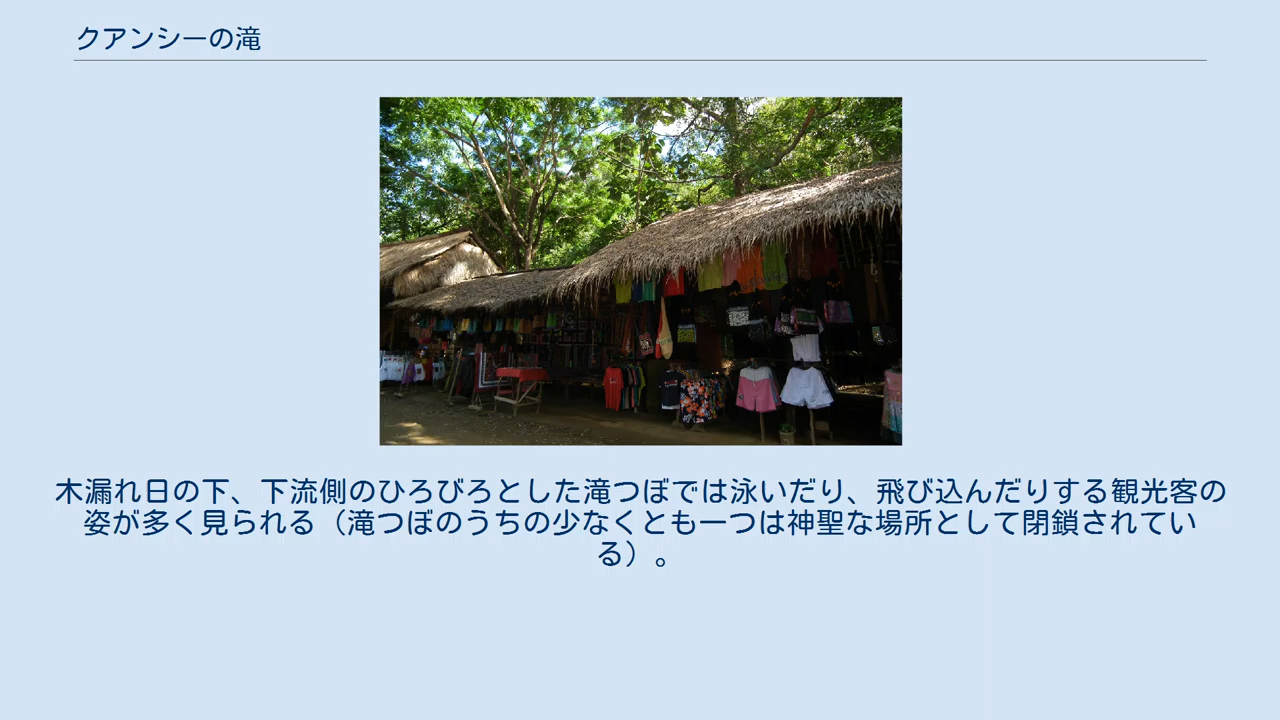 クアンシーの滝
木漏れ日の下、下流側のひろびろとした滝つぼでは泳いだり、飛び込んだりする観光客の
姿が多く見られる（滝つぼのうちの少なくとも一つは神聖な場所として閉鎖されてい
る）。